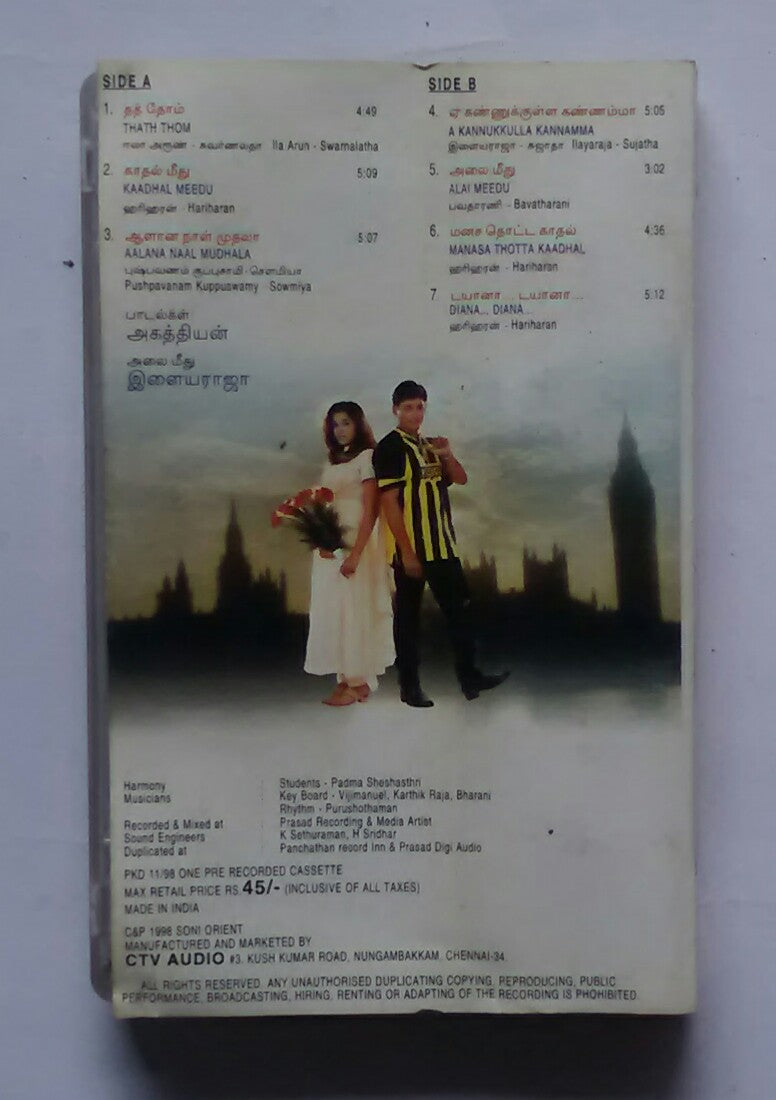 SIDE A
1. தத் தோம் 4:49
THATH THOM
ஈலா அருண் - சுவர்ணலதா Ila Arun - Swarnalatha
2. காதல் மீது 5:09
KAADHAL MEEDU
ஹரிஹரன் - Hariharan
3. ஆளான நாள் முதலா 5:07
AALANA NAAL MUDHALA
புஷ்பவனம் குப்புசாமி - சௌமியா
Pushpavanam Kuppuswamy - Sowmiya
பாடல்கள்
அகத்தியன்
அலை மீது
இளையராஜா
SIDE B
4. ஏ கண்ணுக்குள்ள கண்ணம்மா 5:05
A KANNUKKULLA KANNAMMA
இளையராஜா - சுஜாதா Ilayaraja - Sujatha
5. அலை மீது 3:02
ALAI MEEDU
பவதாரணி - Bavatharani
6. மனச தொட்ட காதல் 4:36
MANASA THOTTA KAADHAL
ஹரிஹரன் - Hariharan
7 டயானா ... டயானா ... 5:12
DIANA... DIANA...
ஹரிஹரன் - Hariharan
Harmony Students - Padma Sheshasthri
Musicians Key Board - Vijimanuel, Karthik Raja, Bharani
Rhythm - Purushothaman
Recorded & Mixed at Prasad Recording & Media Artist
Sound Engineers K Sethuraman, H Sridhar
Duplicated at Panchathan record Inn & Prasad Digi Audio
PKD 11/98 ONE PRE RECORDED CASSETTE
MAX RETAIL PRICE RS 45/- (INCLUSIVE OF ALL TAXES)
MADE IN INDIA
C&P 1998 SONI ORIENT
MANUFACTURED AND MARKETED BY
CTV AUDIO #3, KUSH KUMAR ROAD, NUNGAMBAKKAM, CHENNAI-34.
ALL RIGHTS RESERVED. ANY UNAUTHORISED DUPLICATING COPYING, REPRODUCING, PUBLIC
PERFORMANCE, BROADCASTING, HIRING, RENTING OR ADAPTING OF THE RECORDING IS PHOHIBITED.